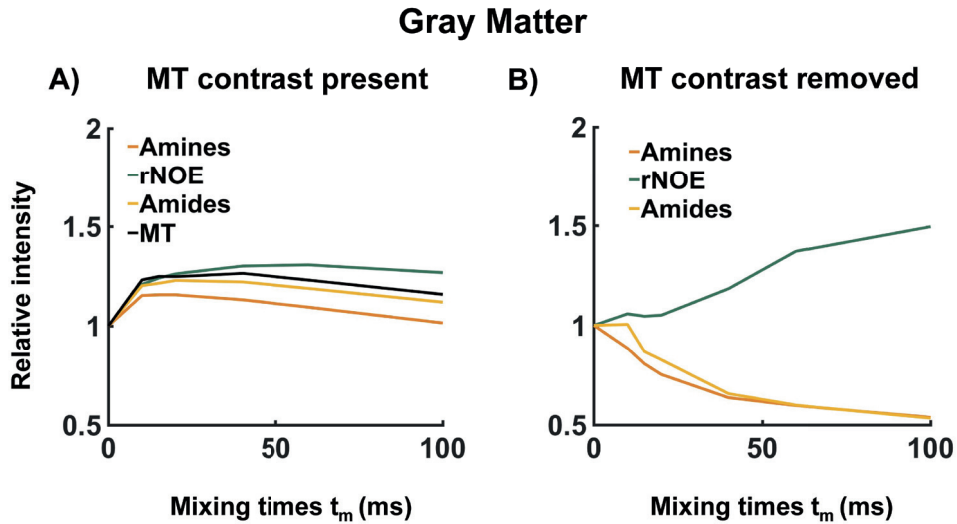 Gray Matter
A) MT contrast present
B) MT contrast removed
Relative intensity
2
1.5
1
0.5
Amines
rNOE
Amides
MT
0 50 100
Mixing times tm (ms)
2
1.5
1
0.5
Amines
rNOE
Amides
0 50 100
Mixing times tm (ms)